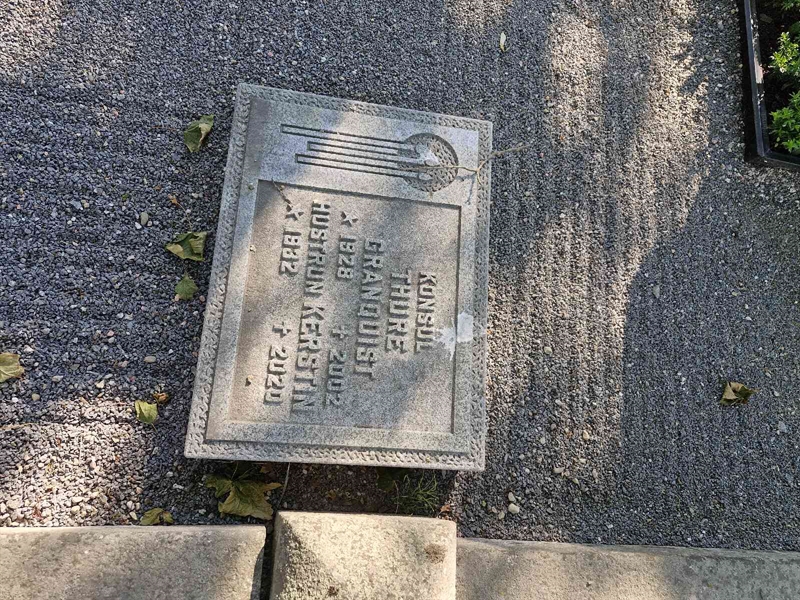 KONSUL
THURE
GRANQUIST
☆ 1928 † 2002
HUSTRUN KERSTIN
☆ 1932 † 2020